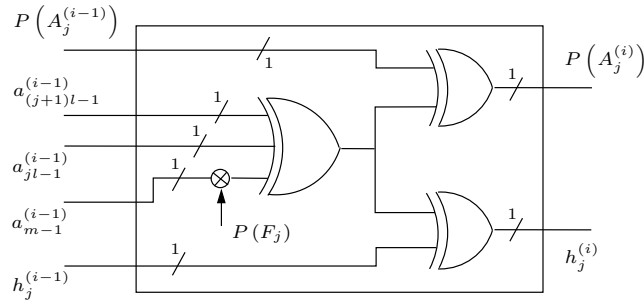 P(A_j^{(i-1)})
1
P(A_j^{(i)})
1
a_{(j+1)l-1}^{(i-1)}
1
a_{jl-1}^{(i-1)}
1
1
a_{m-1}^{(i-1)}
P(F_j)
1
h_j^{(i)}
h_j^{(i-1)}
1